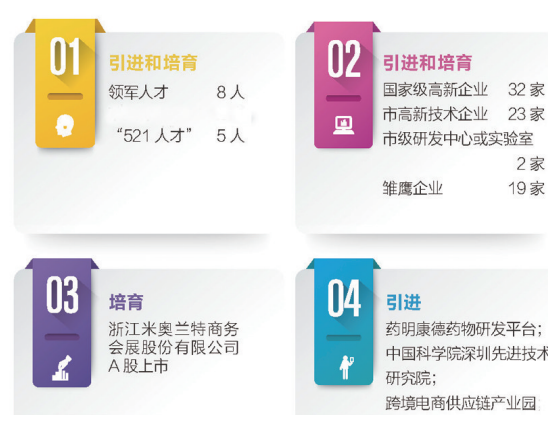 01
引进和培育
领军人才 8人
“521人才” 5人
02
引进和培育
国家级高新企业 32家
市高新技术企业 23家
市级研发中心或实验室
2家
雏鹰企业 19家
03
培育
浙江米奥兰特商务
会展股份有限公司
A股上市
04
引进
药明康德药物研发平台；
中国科学院深圳先进技术
研究院；
跨境电商供应链产业园